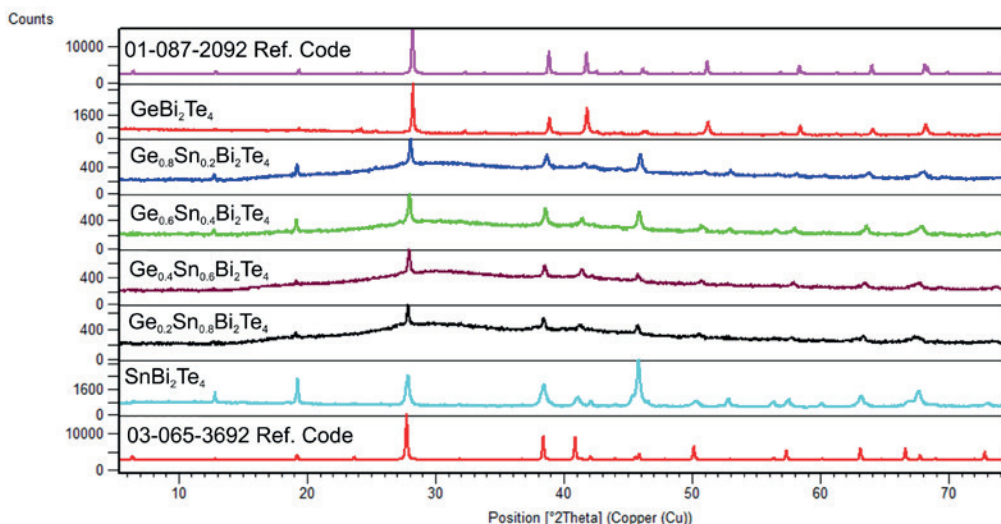 Counts
01-087-2092 Ref. Code
10000
0
GeBi₂Te₄
1600
0
Ge₀.₈Sn₀.₂Bi₂Te₄
400
0
Ge₀.₆Sn₀.₄Bi₂Te₄
400
0
Ge₀.₄Sn₀.₆Bi₂Te₄
400
0
Ge₀.₂Sn₀.₈Bi₂Te₄
400
0
SnBi₂Te₄
1600
0
03-065-3692 Ref. Code
10000
0
10 20 30 40 50 60 70
Position [°2Theta] (Copper (Cu))